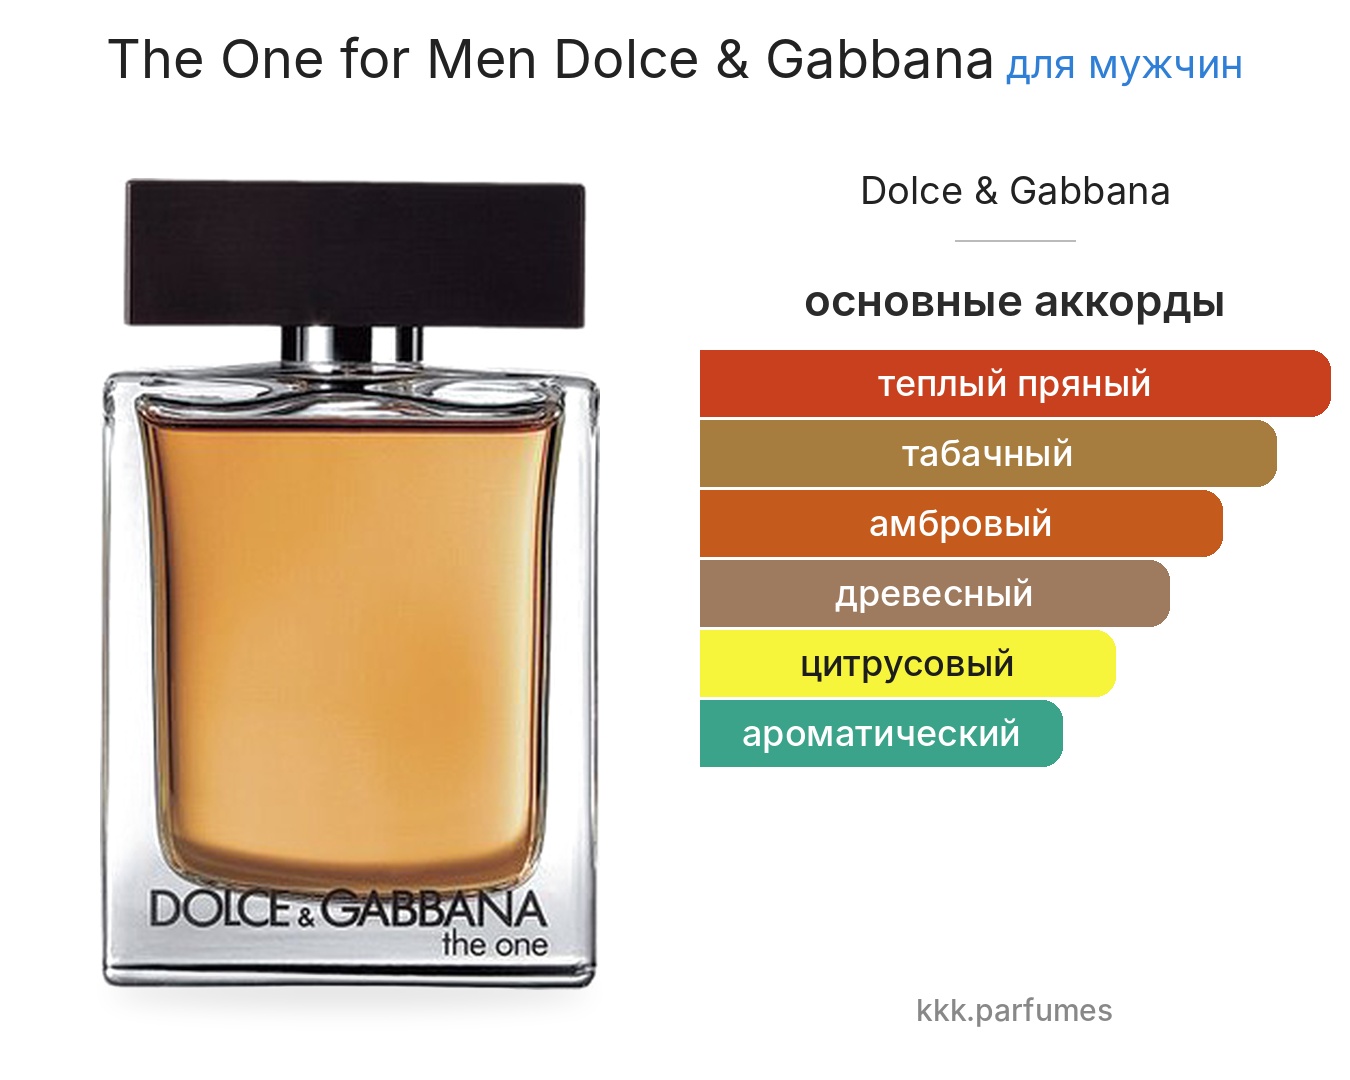 The One for Men Dolce & Gabbana для мужчин
Dolce & Gabbana
основные аккорды
теплый пряный
табачный
амбровый
древесный
цитрусовый
ароматический
DOLCE & GABBANA
the one
kkk.parfumes